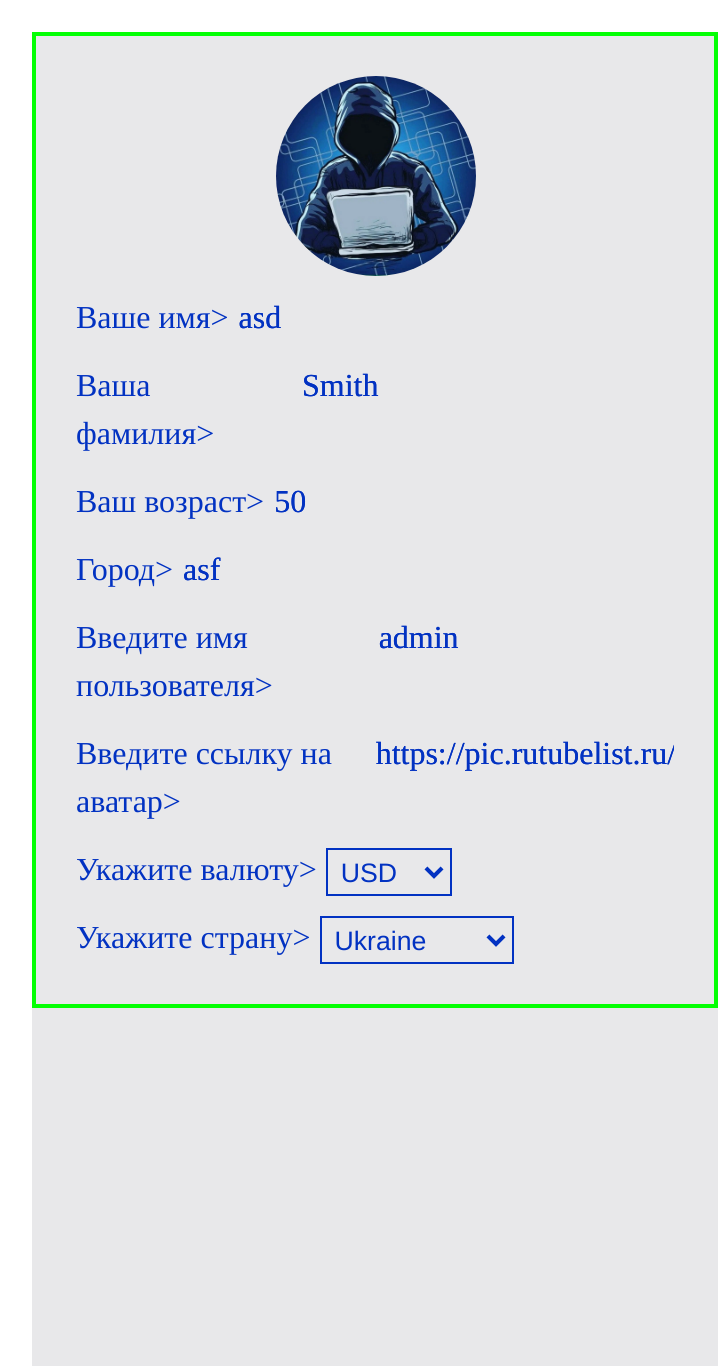 Ваше имя> asd
Ваша Smith
фамилия>
Ваш возраст> 50
Город> asf
Введите имя admin
пользователя>
Введите ссылку на https://pic.rutubelist.ru/
аватар>
Укажите валюту> USD
Укажите страну> Ukraine